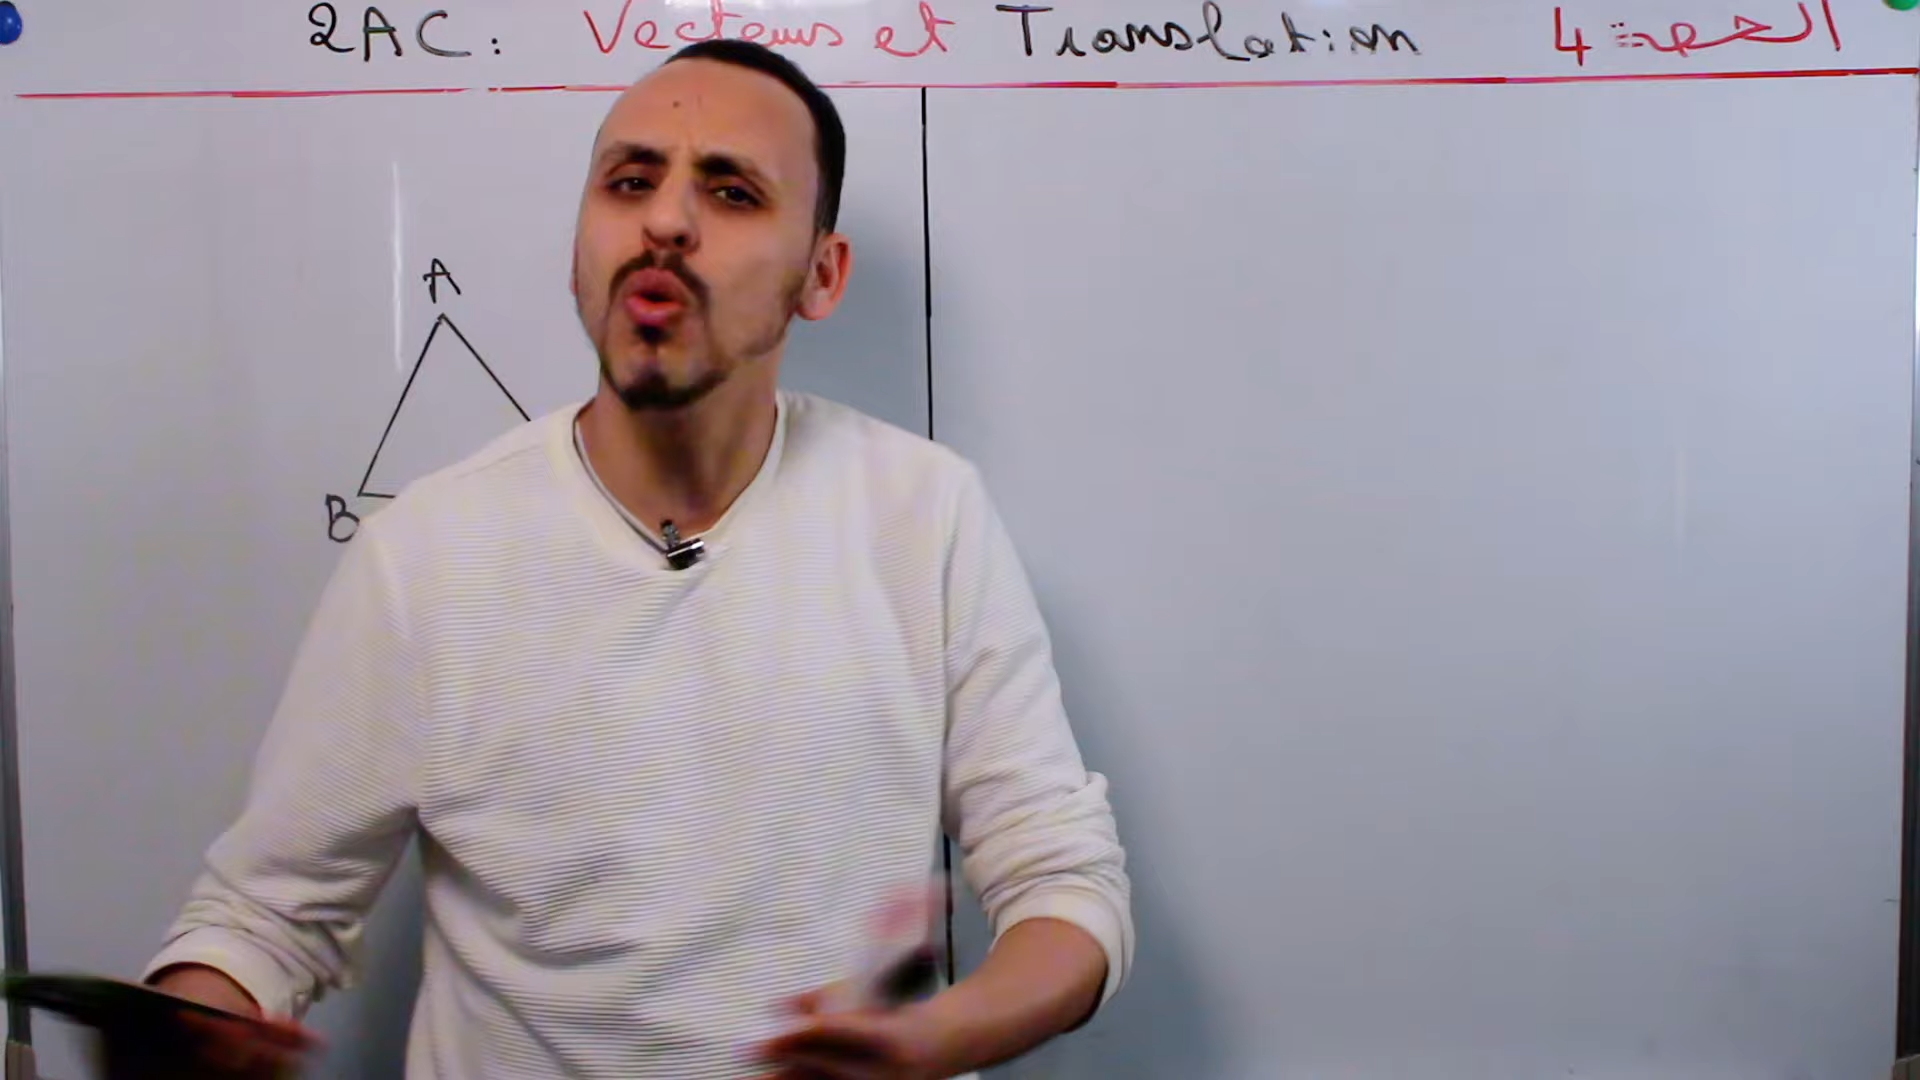 2AC: Vecteurs et Translation الحصة 4
A
B